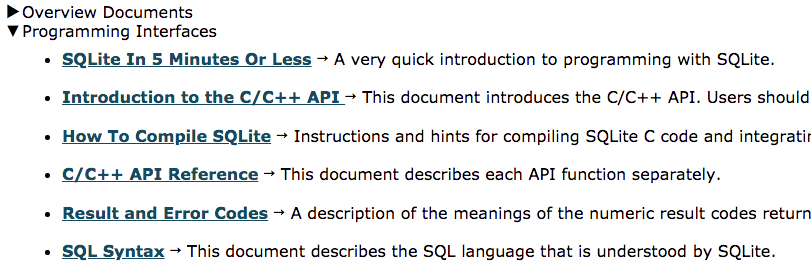 ▶Overview Documents
▼Programming Interfaces
• SQLite In 5 Minutes Or Less → A very quick introduction to programming with SQLite.
• Introduction to the C/C++ API → This document introduces the C/C++ API. Users should
• How To Compile SQLite → Instructions and hints for compiling SQLite C code and
• C/C++ API Reference → This document describes each API function separately.
• Result and Error Codes → A description of the meanings of the numeric result codes
• SQL Syntax → This document describes the SQL language that is understood by SQLite.